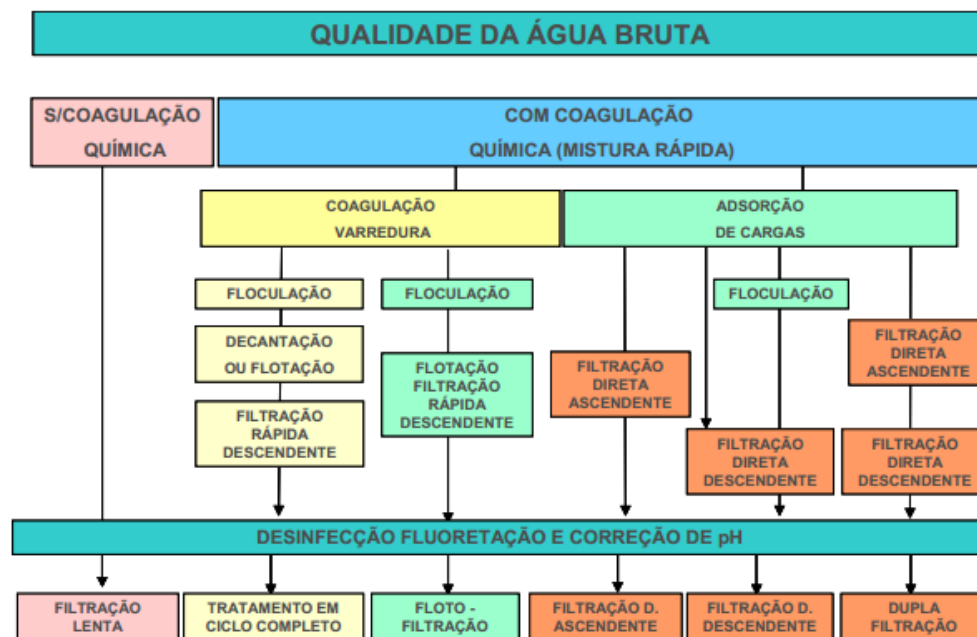 QUALIDADE DA ÁGUA BRUTA
S/COAGULAÇÃO
QUÍMICA
COM COAGULAÇÃO
QUÍMICA (MISTURA RÁPIDA)
COAGULAÇÃO
VARREDURA
ADSORÇÃO
DE CARGAS
FLOCULAÇÃO
DECANTAÇÃO
OU FLOTAÇÃO
FILTRAÇÃO
RÁPIDA
DESCENDENTE
FLOCULAÇÃO
FLOTAÇÃO
FILTRAÇÃO
RÁPIDA
DESCENDENTE
FILTRAÇÃO
DIRETA
ASCENDENTE
FLOCULAÇÃO
FILTRAÇÃO
DIRETA
DESCENDENTE
FILTRAÇÃO
DIRETA
ASCENDENTE
FILTRAÇÃO
DIRETA
DESCENDENTE
DESINFECÇÃO FLUORETAÇÃO E CORREÇÃO DE pH
FILTRAÇÃO
LENTA
TRATAMENTO EM
CICLO COMPLETO
FLOTO -
FILTRAÇÃO
FILTRAÇÃO D.
ASCENDENTE
FILTRAÇÃO D.
DESCENDENTE
DUPLA
FILTRAÇÃO